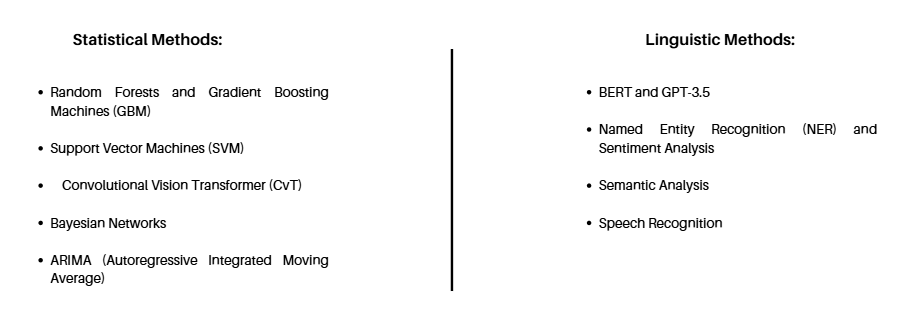 Statistical Methods:
• Random Forests and Gradient Boosting
Machines (GBM)
• Support Vector Machines (SVM)
• Convolutional Vision Transformer (CvT)
• Bayesian Networks
• ARIMA (Autoregressive Integrated Moving
Average)
Linguistic Methods:
• BERT and GPT-3.5
• Named Entity Recognition (NER) and
Sentiment Analysis
• Semantic Analysis
• Speech Recognition